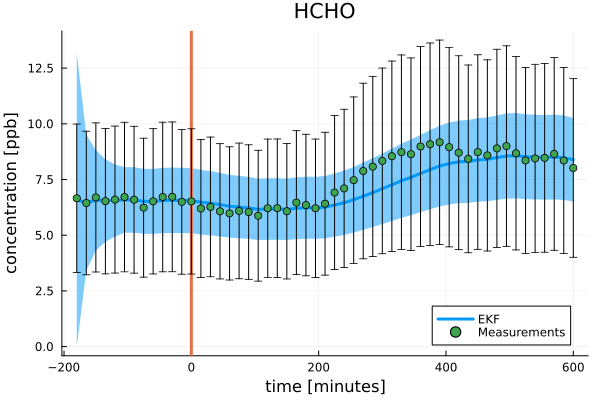 HCHO
concentration [ppb]
12.5
10.0
7.5
5.0
2.5
0.0
−200
0
200
400
600
time [minutes]
EKF
Measurements